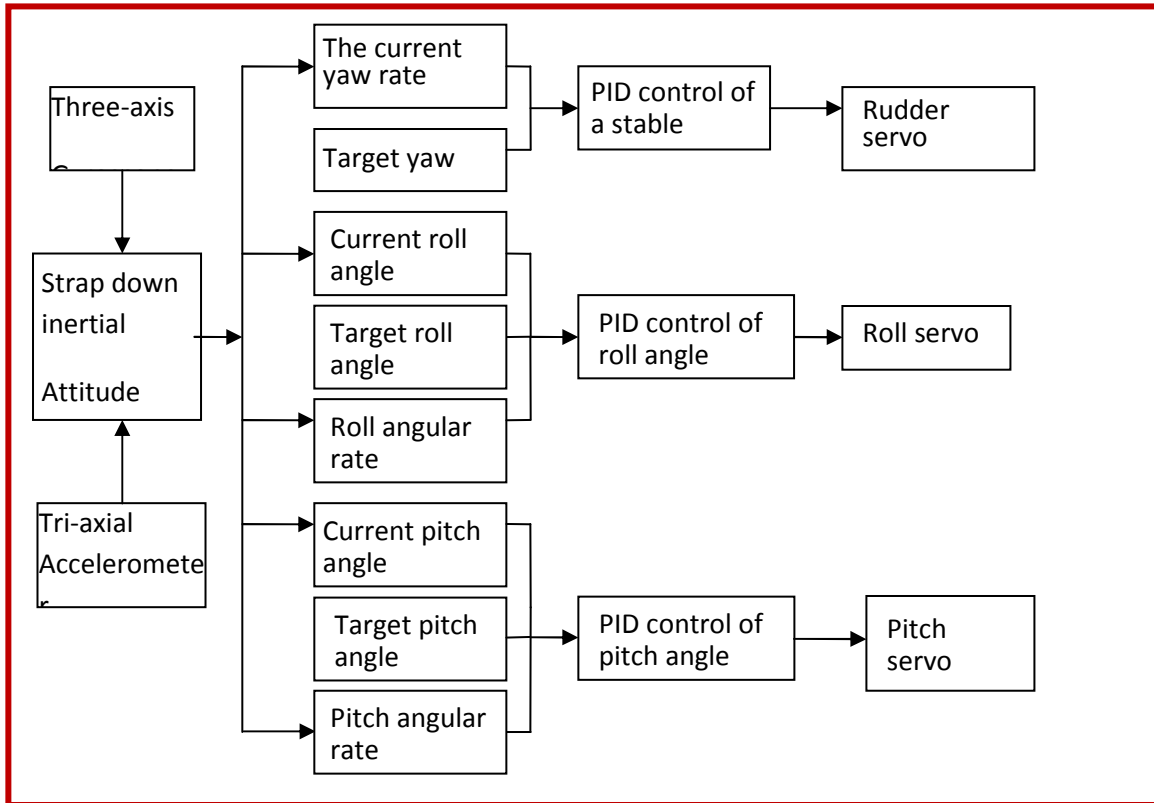 The current
yaw rate
Three-axis
Target yaw
PID control of
a stable
Rudder
servo
Strap down
inertial
Attitude
Current roll
angle
Target roll
angle
Roll angular
rate
PID control of
roll angle
Roll servo
Tri-axial
Acceleromete
r
Current pitch
angle
Target pitch
angle
Pitch angular
rate
PID control of
pitch angle
Pitch
servo